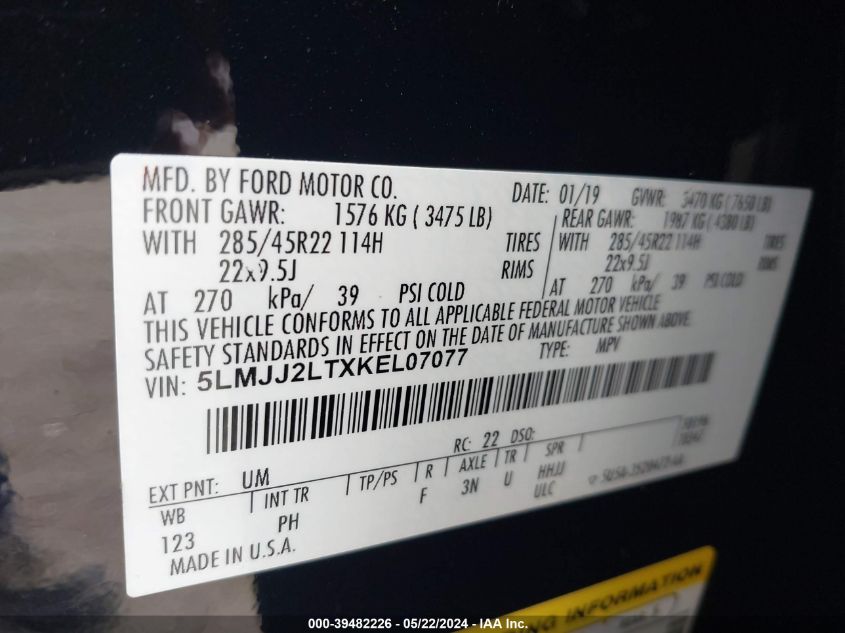 MFD. BY FORD MOTOR CO. DATE: 01/19 GVWR: 3470 KG ( 7650 LB)
FRONT GAWR: 1576 KG ( 3475 LB) REAR GAWR: 1987 KG ( 4380 LB)
WITH 285/45R22 114H TIRES WITH 285/45R22 114H TIRES
22x9.5J RIMS 22x9.5J RIMS
AT 270 kPa/ 39 PSI COLD AT 270 kPa/ 39 PSI COLD
THIS VEHICLE CONFORMS TO ALL APPLICABLE FEDERAL MOTOR VEHICLE
SAFETY STANDARDS IN EFFECT ON THE DATE OF MANUFACTURE SHOWN ABOVE.
VIN: 5LMJJ2LTXKEL07077 TYPE: MPV
RC: 22 DSO:
EXT PNT: UM
WB INT TR TP/PS R AXLE TR SPR
123 PH F 3N U HHJJ
ULC
MADE IN U.S.A.
INFORMATION
000-39482226 - 05/22/2024 - IAA Inc.